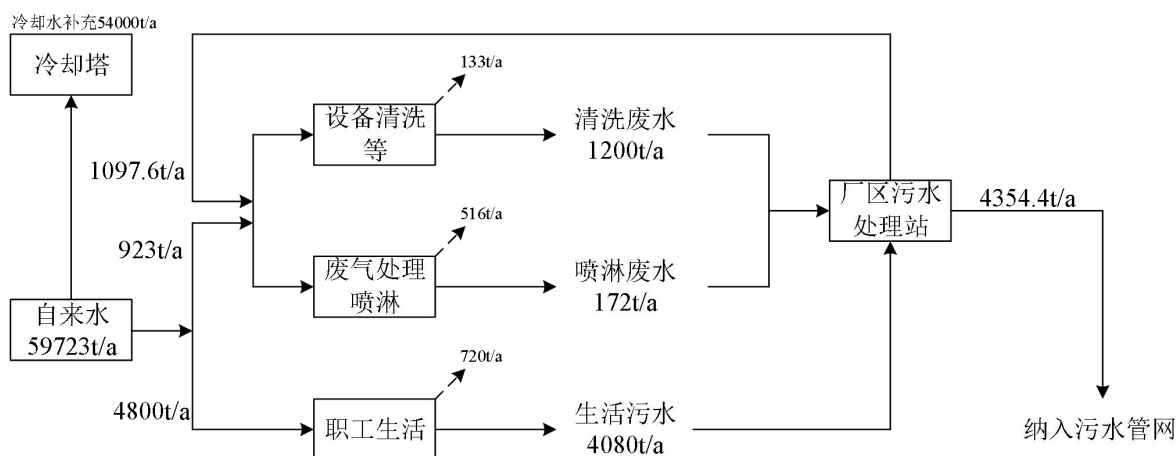 冷却水补充54000t/a
冷却塔
133t/a
设备清洗
等
清洗废水
1200t/a
1097.6t/a
厂区污水
处理站
4354.4t/a
516t/a
923t/a
废气处理
喷淋
喷淋废水
172t/a
自来水
59723t/a
720t/a
4800t/a
职工生活
生活污水
4080t/a
纳入污水管网